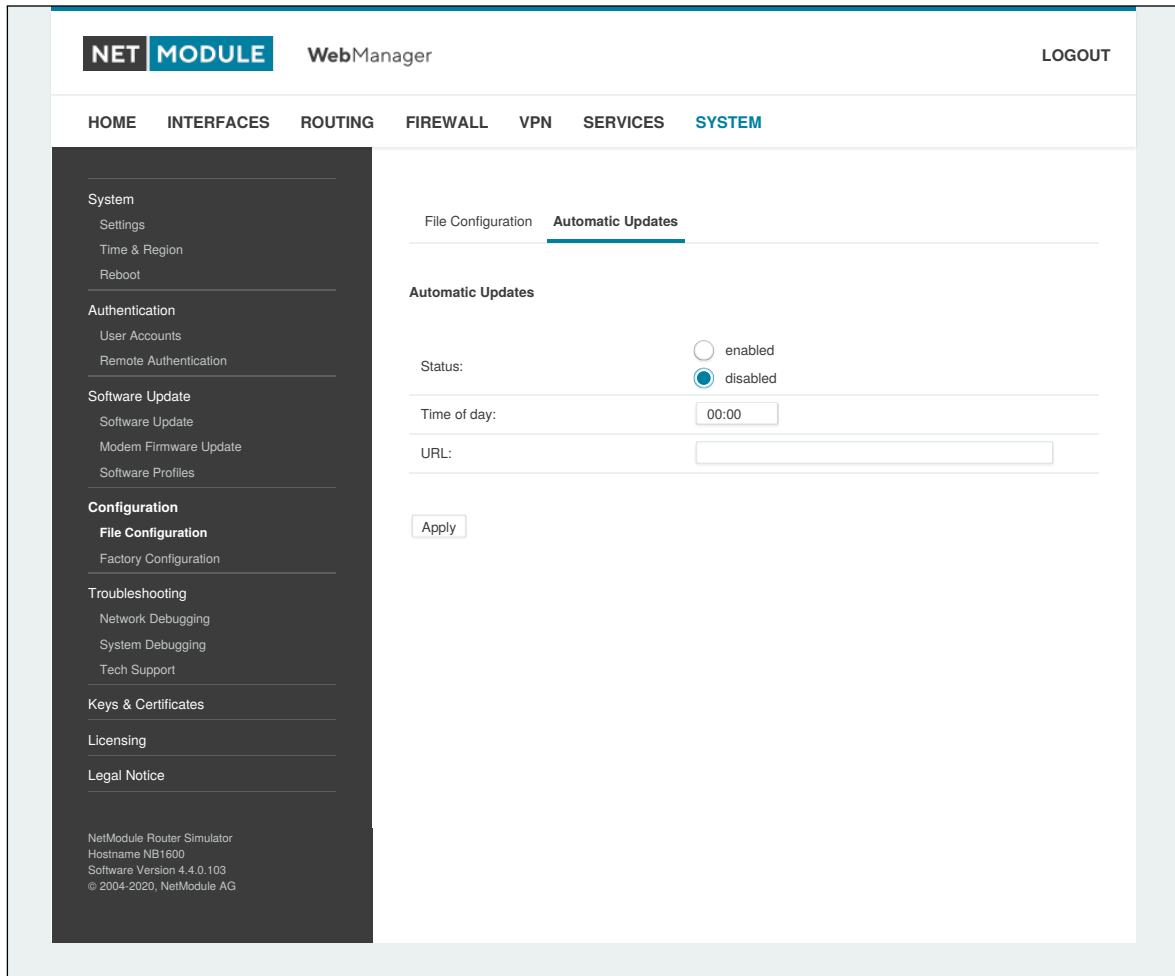 NET MODULE WebManager LOGOUT
HOME INTERFACES ROUTING FIREWALL VPN SERVICES SYSTEM
System
Settings
Time & Region
Reboot
Authentication
User Accounts
Remote Authentication
Software Update
Software Update
Modem Firmware Update
Software Profiles
Configuration
File Configuration
Factory Configuration
Troubleshooting
Network Debugging
System Debugging
Tech Support
Keys & Certificates
Licensing
Legal Notice
NetModule Router Simulator
Hostname NB1600
Software Version 4.4.0.103
© 2004-2020, NetModule AG
File Configuration Automatic Updates
Automatic Updates
Status:
enabled
disabled
Time of day: 00:00
URL:
Apply